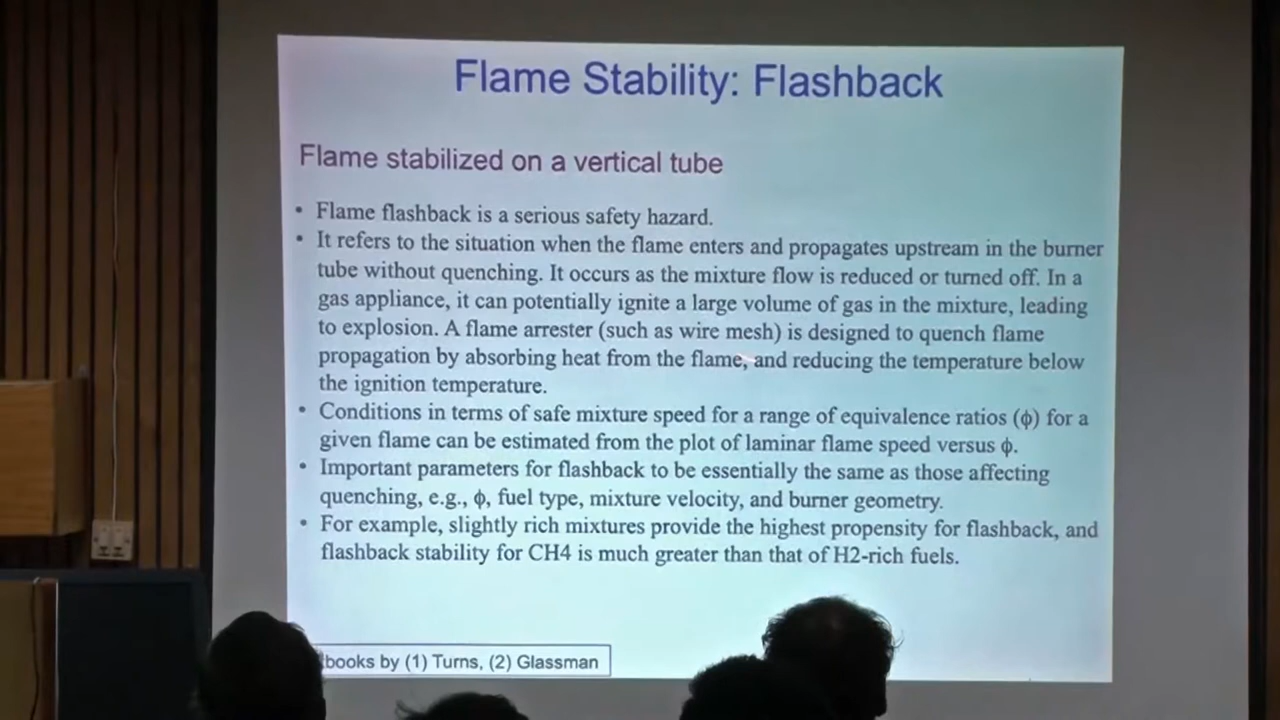 Flame Stability: Flashback
Flame stabilized on a vertical tube
• Flame flashback is a serious safety hazard.
• It refers to the situation when the flame enters and propagates upstream in the burner
tube without quenching. It occurs as the mixture flow is reduced or turned off. In a
gas appliance, it can potentially ignite a large volume of gas in the mixture, leading
to explosion. A flame arrester (such as wire mesh) is designed to quench flame
propagation by absorbing heat from the flame, and reducing the temperature below
the ignition temperature.
• Conditions in terms of safe mixture speed for a range of equivalence ratios (ϕ) for a
given flame can be estimated from the plot of laminar flame speed versus ϕ.
• Important parameters for flashback to be essentially the same as those affecting
quenching, e.g., ϕ, fuel type, mixture velocity, and burner geometry.
• For example, slightly rich mixtures provide the highest propensity for flashback, and
flashback stability for CH4 is much greater than that of H2-rich fuels.
books by (1) Turns, (2) Glassman